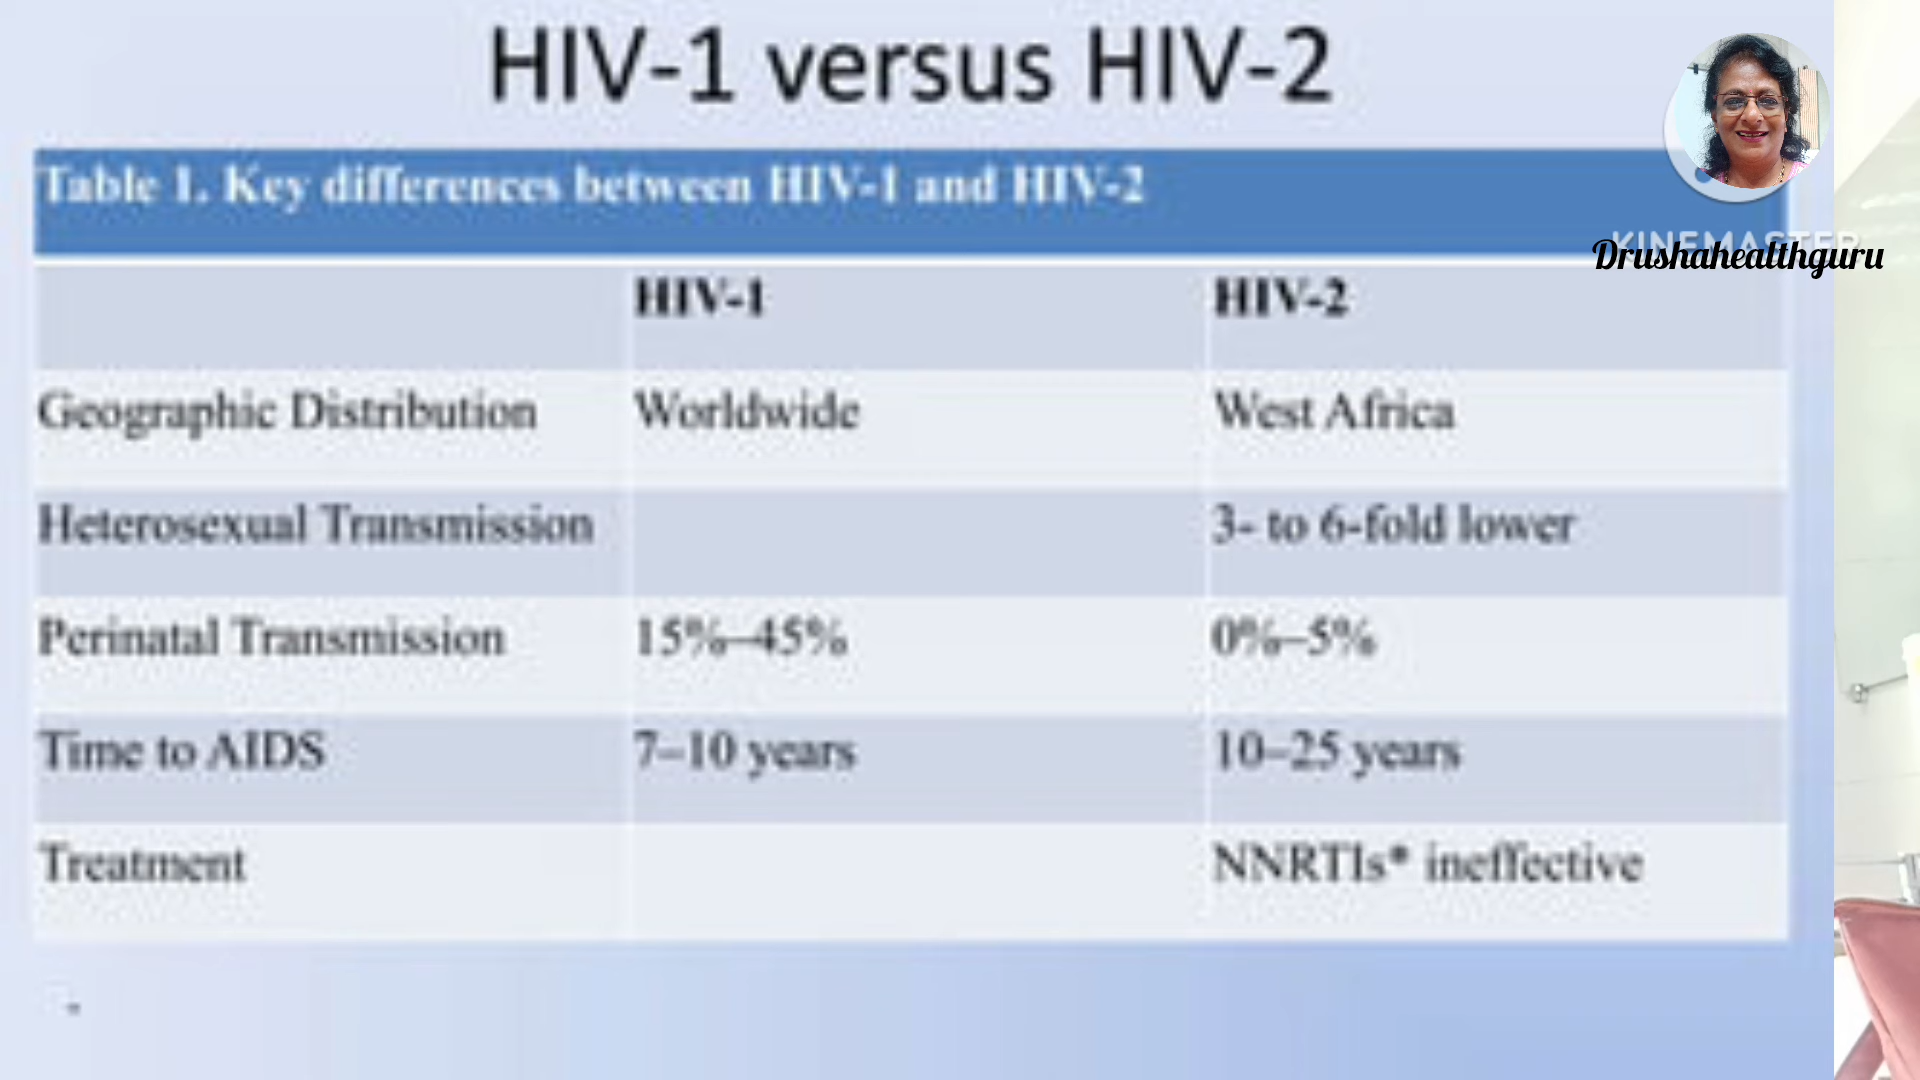 HIV-1 versus HIV-2
Table 1. Key differences between HIV-1 and HIV-2
KINEMASTER
Drushahealthguru
HIV-1 HIV-2
Geographic Distribution Worldwide West Africa
Heterosexual Transmission 3- to 6-fold lower
Perinatal Transmission 15%–45% 0%–5%
Time to AIDS 7–10 years 10–25 years
Treatment NNRTIs* ineffective